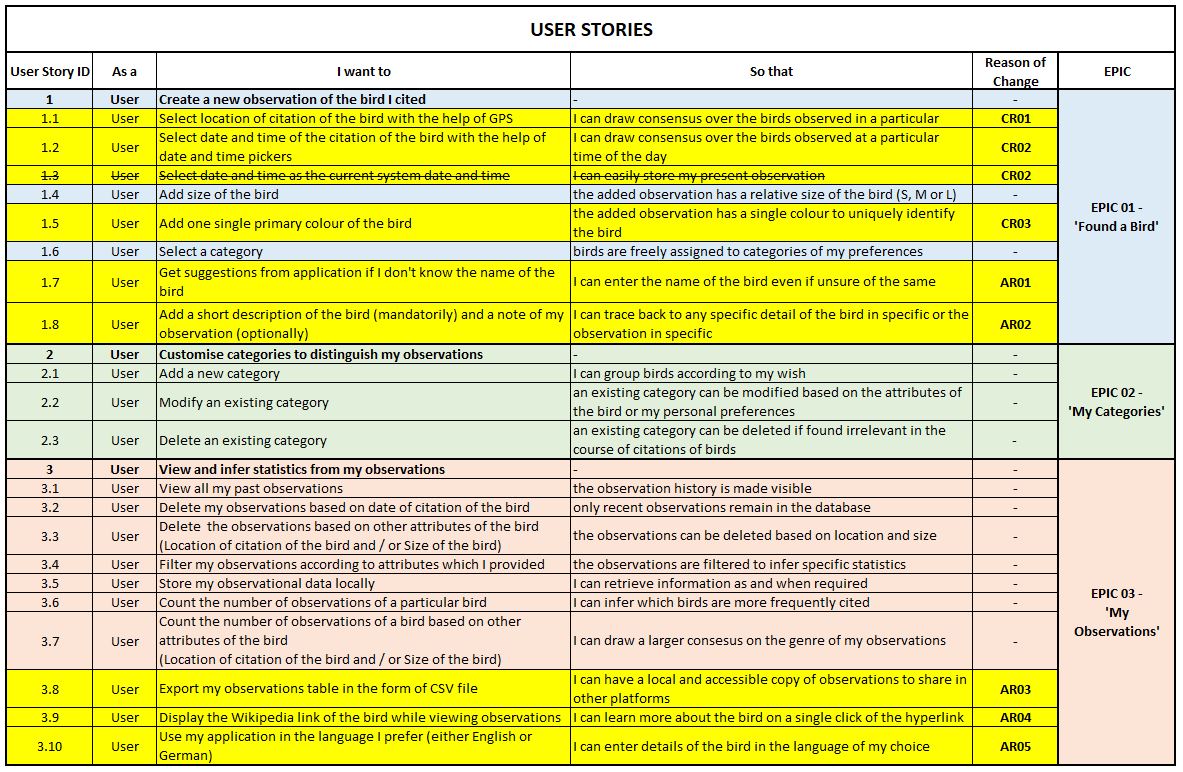 USER STORIES
User Story ID As a I want to So that Reason of Change EPIC
1 User Create a new observation of the bird I cited - -
1.1 User Select location of citation of the bird with the help of GPS I can draw consensus over the birds observed in a particular CR01
1.2 User Select date and time of the citation of the bird with the help of date and time pickers I can draw consensus over the birds observed at a particular time of the day CR02
1.3 User Select date and time as the current system date and time I can easily store my present observation CR02
1.4 User Add size of the bird the added observation has a relative size of the bird (S, M or L) -
1.5 User Add one single primary colour of the bird the added observation has a single colour to uniquely identify the bird CR03
1.6 User Select a category birds are freely assigned to categories of my preferences -
1.7 User Get suggestions from application if I don't know the name of the bird I can enter the name of the bird even if unsure of the same AR01
1.8 User Add a short description of the bird (mandatorily) and a note of my observation (optionally) I can trace back to any specific detail of the bird in specific or the observation in specific AR02
EPIC 01 -
'Found a Bird'
2 User Customise categories to distinguish my observations - -
2.1 User Add a new category I can group birds according to my wish -
2.2 User Modify an existing category an existing category can be modified based on the attributes of the bird or my personal preferences -
2.3 User Delete an existing category an existing category can be deleted if found irrelevant in the course of citations of birds -
EPIC 02 -
'My Categories'
3 User View and infer statistics from my observations - -
3.1 User View all my past observations the observation history is made visible -
3.2 User Delete my observations based on date of citation of the bird only recent observations remain in the database -
3.3 User Delete the observations based on other attributes of the bird (Location of citation of the bird and / or Size of the bird) the observations can be deleted based on location and size -
3.4 User Filter my observations according to attributes which I provided the observations are filtered to infer specific statistics -
3.5 User Store my observational data locally I can retrieve information as and when required -
3.6 User Count the number of observations of a particular bird I can infer which birds are more frequently cited -
3.7 User Count the number of observations of a bird based on other attributes of the bird (Location of citation of the bird and / or Size of the bird) I can draw a larger consesus on the genre of my observations -
3.8 User Export my observations table in the form of CSV file I can have a local and accessible copy of observations to share in other platforms AR03
3.9 User Display the Wikipedia link of the bird while viewing observations I can learn more about the bird on a single click of the hyperlink AR04
3.10 User Use my application in the language I prefer (either English or German) I can enter details of the bird in the language of my choice AR05
EPIC 03 -
'My
Observations'